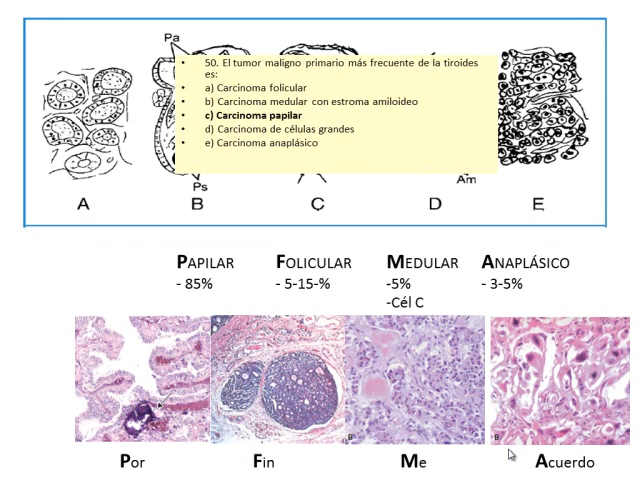 Pa
• 50. El tumor maligno primario más frecuente de la tiroides
es:
• a) Carcinoma folicular
• b) Carcinoma medular con estroma amiloideo
• c) Carcinoma papilar
• d) Carcinoma de células grandes
• e) Carcinoma anaplásico
Ps
Am
A B C D E
PAPILAR FOLICULAR MEDULAR ANAPLÁSICO
- 85% - 5-15-% -5% - 3-5%
-Cél C
B B
Por Fin Me Acuerdo